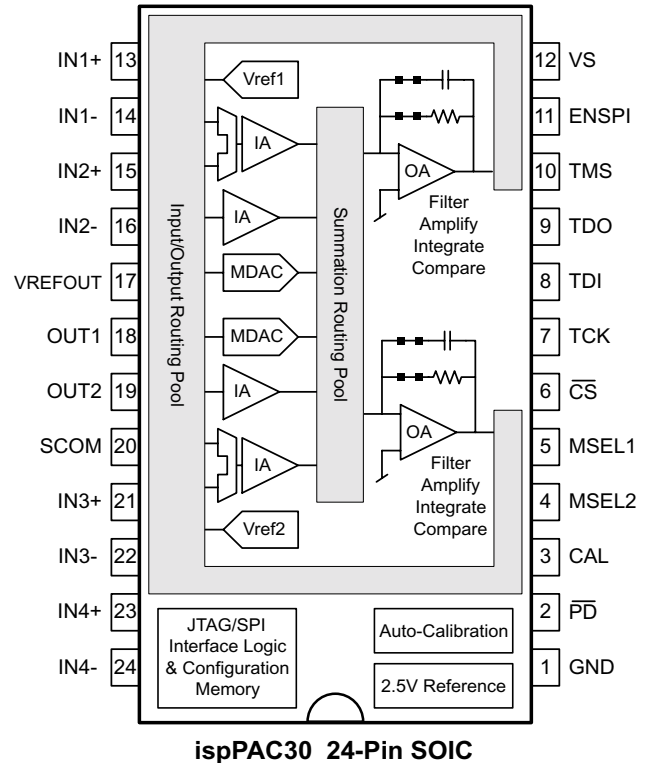 IN1+ 13
IN1- 14
IN2+ 15
IN2- 16
VREFOUT 17
OUT1 18
OUT2 19
SCOM 20
IN3+ 21
IN3- 22
IN4+ 23
IN4- 24
Input/Output Routing Pool
Vref1
IA
IA
MDAC
MDAC
IA
IA
Vref2
Summation Routing Pool
OA
Filter
Amplify
Integrate
Compare
OA
Filter
Amplify
Integrate
Compare
JTAG/SPI
Interface Logic
& Configuration
Memory
Auto-Calibration
2.5V Reference
12 VS
11 ENSPI
10 TMS
9 TDO
8 TDI
7 TCK
6 C̅S̅
5 MSEL1
4 MSEL2
3 CAL
2 P̅D̅
1 GND
ispPAC30 24-Pin SOIC